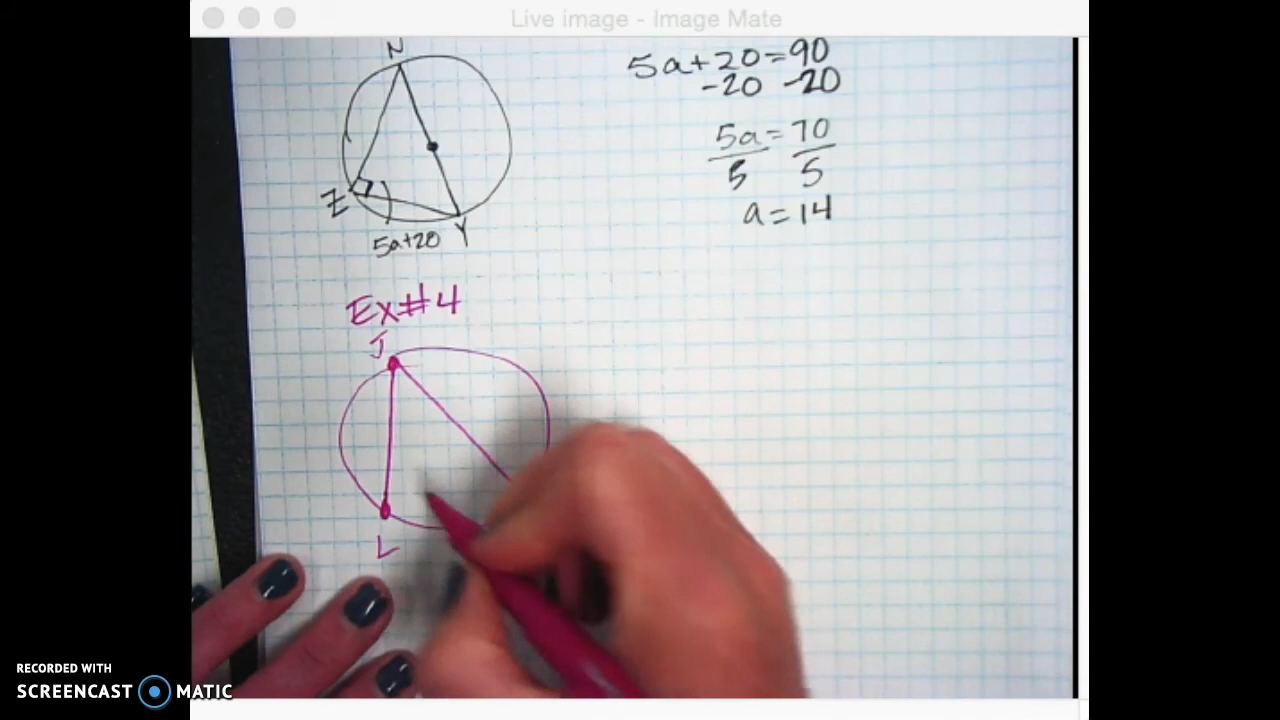 Live image - Image Mate
N
5a+20=90
-20 -20
5a=70
5 5
a=14
Z
5a+20 Y
Ex#4
J
L
RECORDED WITH
SCREENCAST MATIC